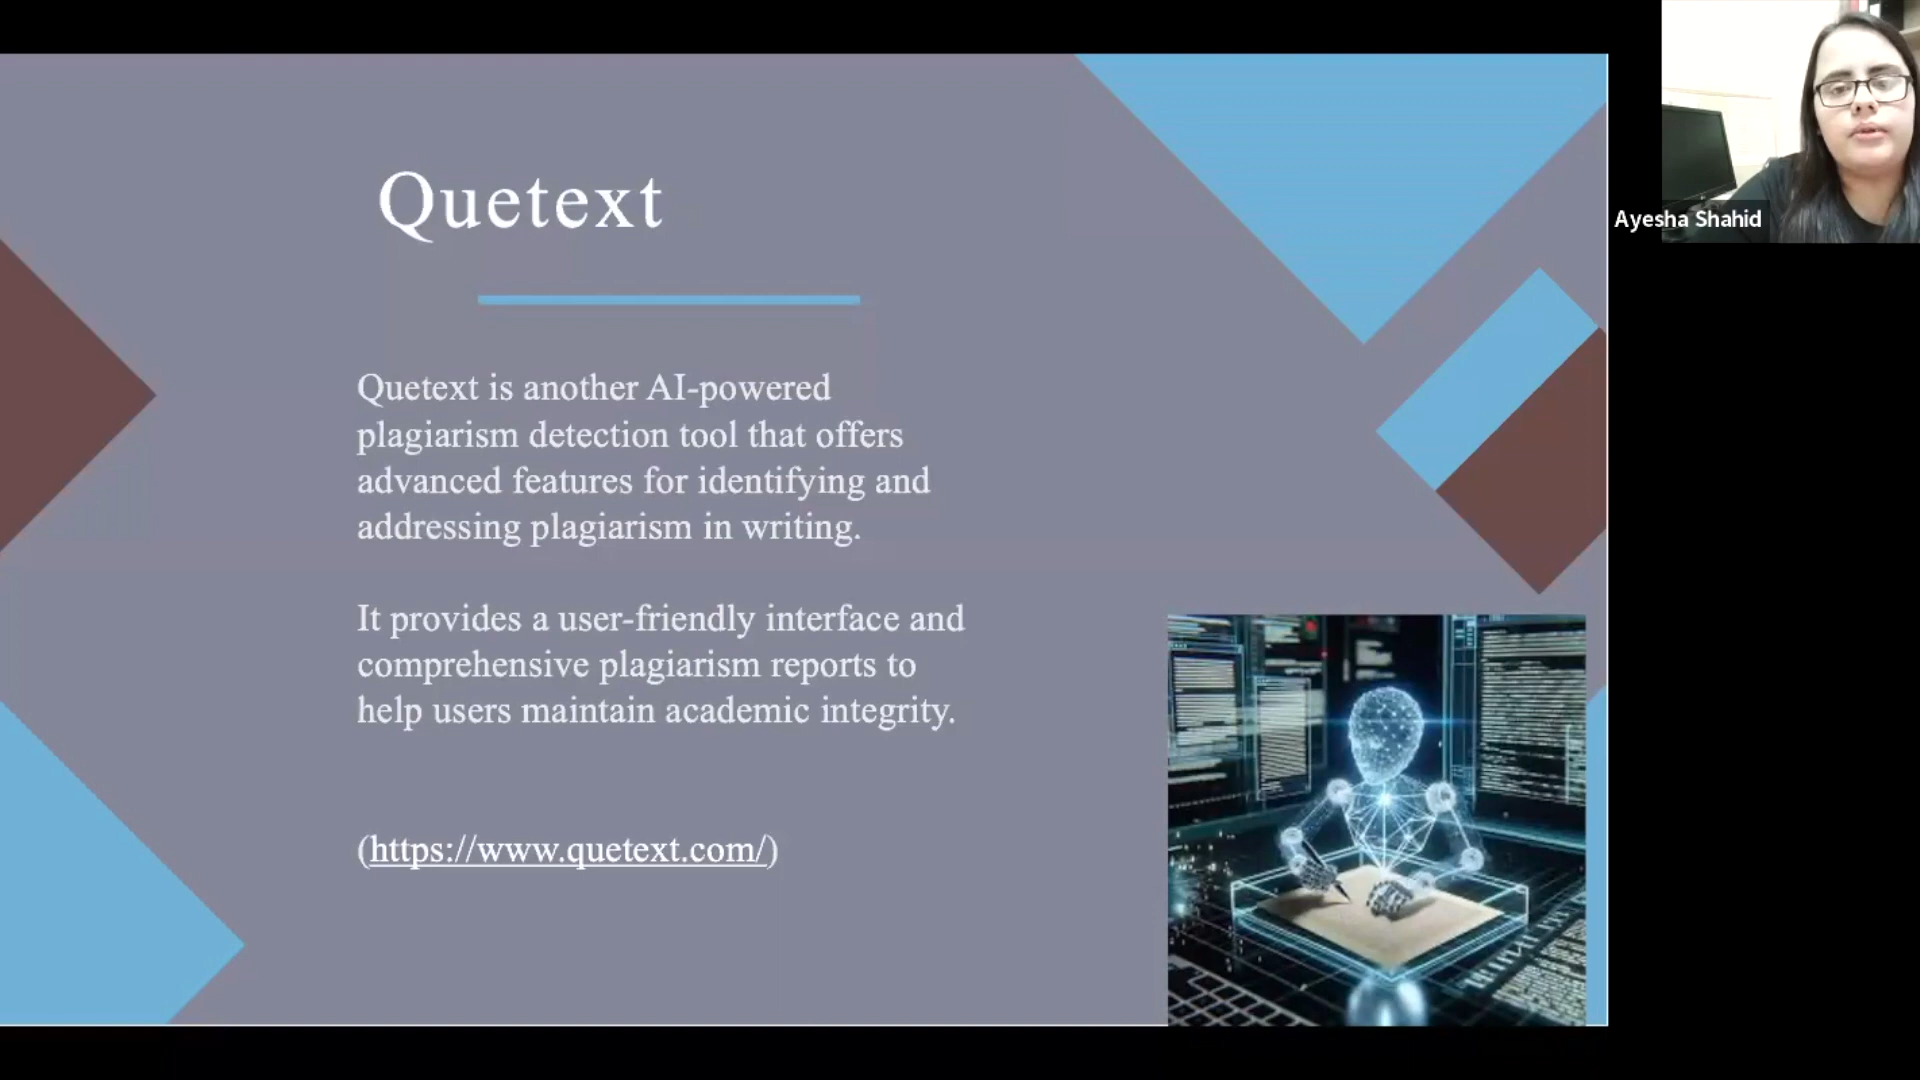 Quetext
Quetext is another AI-powered
plagiarism detection tool that offers
advanced features for identifying and
addressing plagiarism in writing.
It provides a user-friendly interface and
comprehensive plagiarism reports to
help users maintain academic integrity.
(https://www.quetext.com/)
Ayesha Shahid